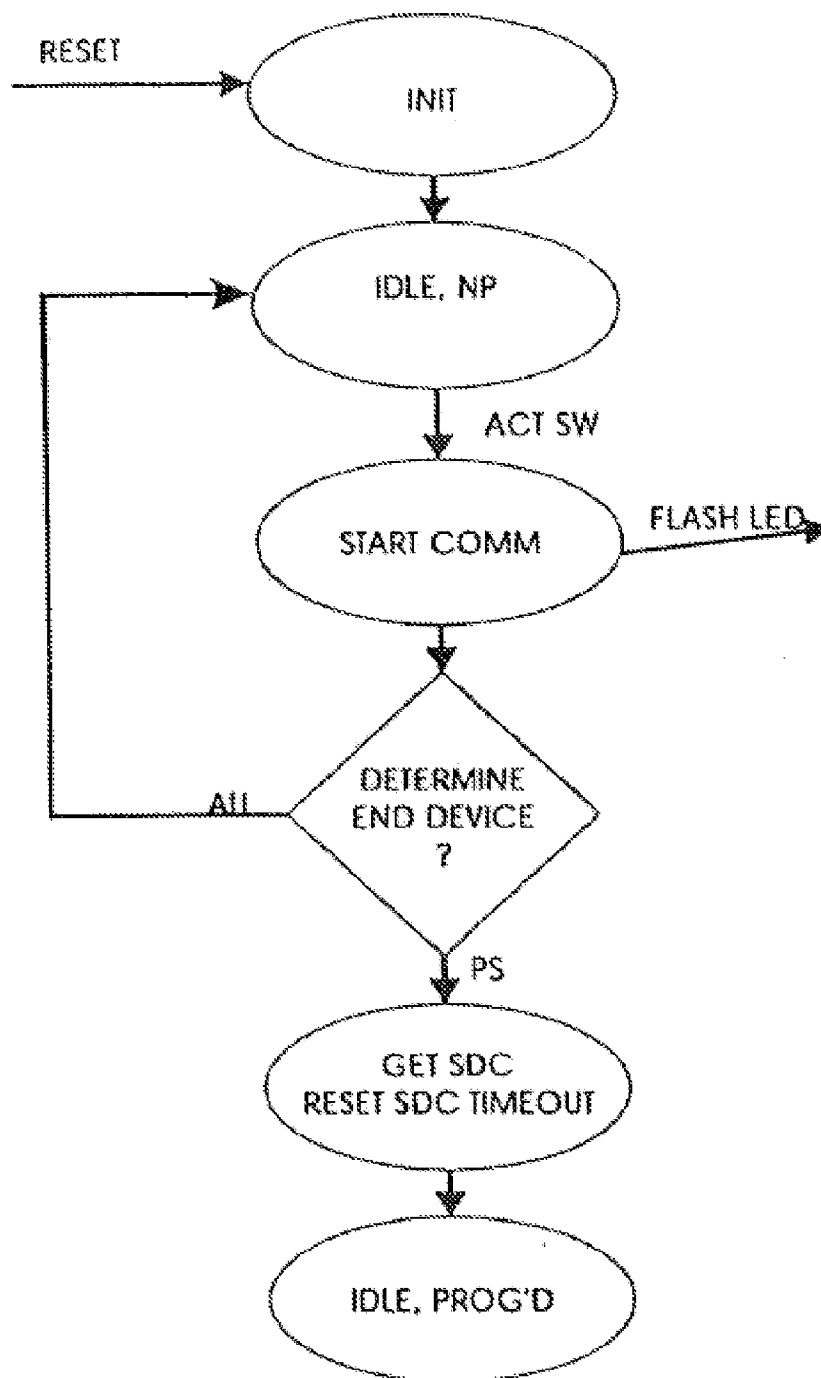 RESET
INIT
IDLE, NP
ACT SW
START COMM
FLASH LED
DETERMINE
END DEVICE
?
PS
GET SDC
RESET SDC TIMEOUT
IDLE, PROG'D